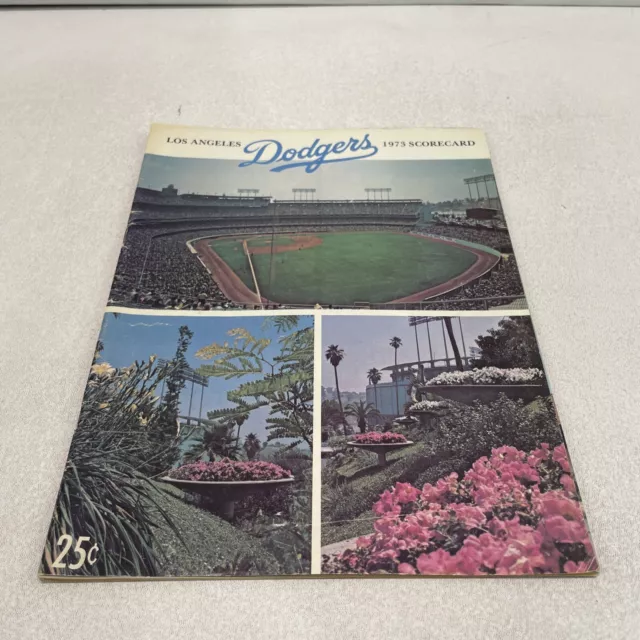 LOS ANGELES Dodgers 1973 SCORECARD
25¢